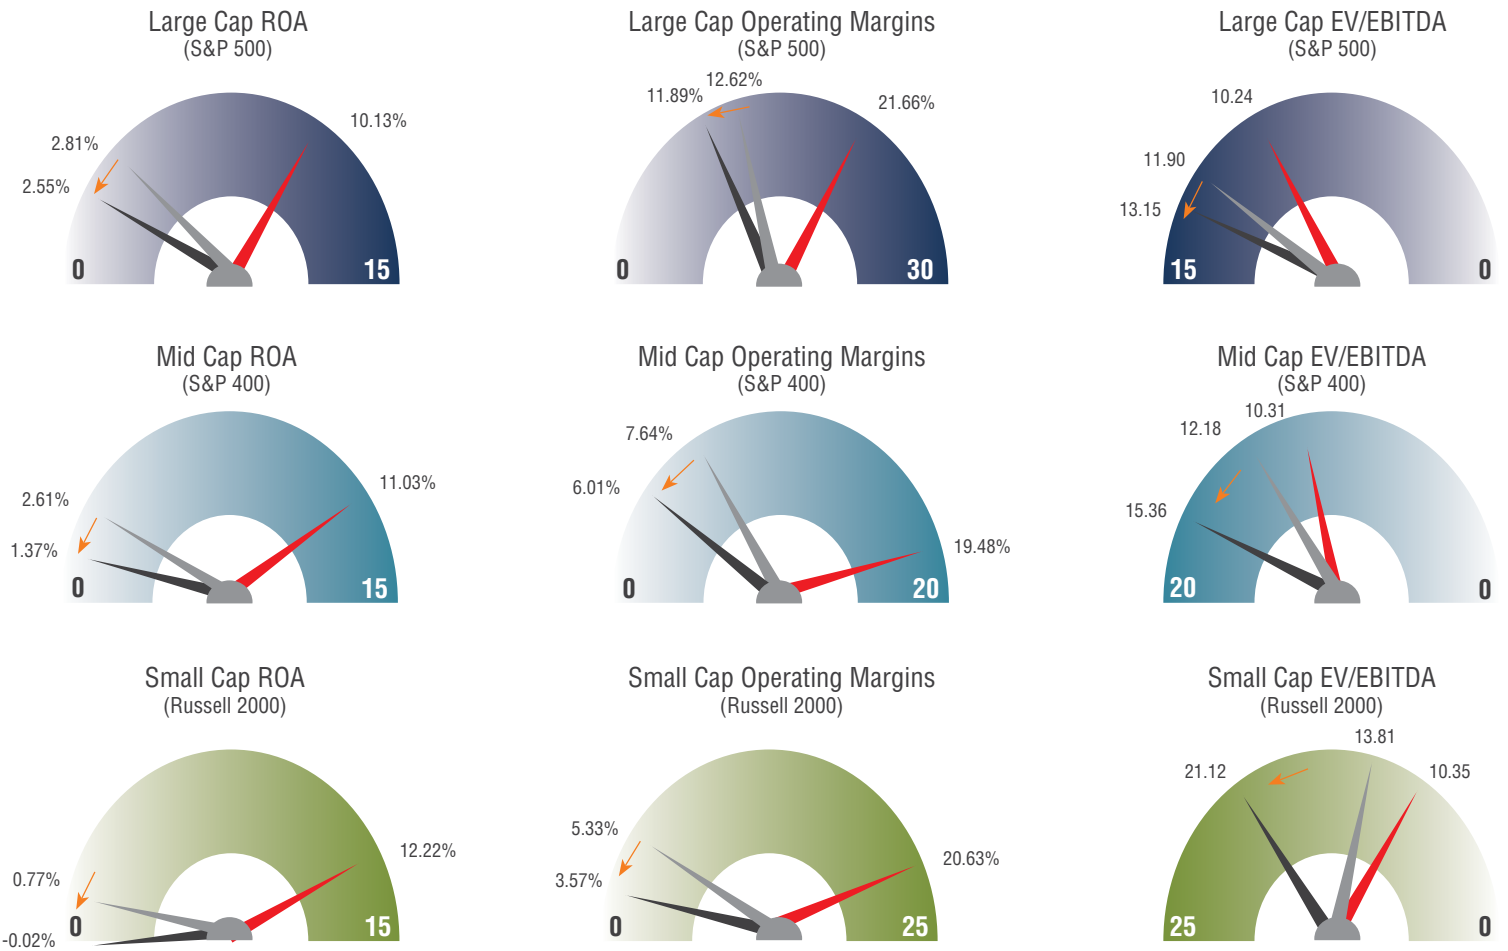 Large Cap ROA
(S&P 500)
2.81%
2.55%
10.13%
0
15
Large Cap Operating Margins
(S&P 500)
12.62%
11.89%
21.66%
0
30
Large Cap EV/EBITDA
(S&P 500)
10.24
11.90
13.15
15
0
Mid Cap ROA
(S&P 400)
2.61%
1.37%
11.03%
0
15
Mid Cap Operating Margins
(S&P 400)
7.64%
6.01%
19.48%
0
20
Mid Cap EV/EBITDA
(S&P 400)
10.31
12.18
15.36
20
0
Small Cap ROA
(Russell 2000)
12.22%
0.77%
-0.02%
0
15
Small Cap Operating Margins
(Russell 2000)
5.33%
3.57%
20.63%
0
25
Small Cap EV/EBITDA
(Russell 2000)
13.81
21.12
10.35
25
0